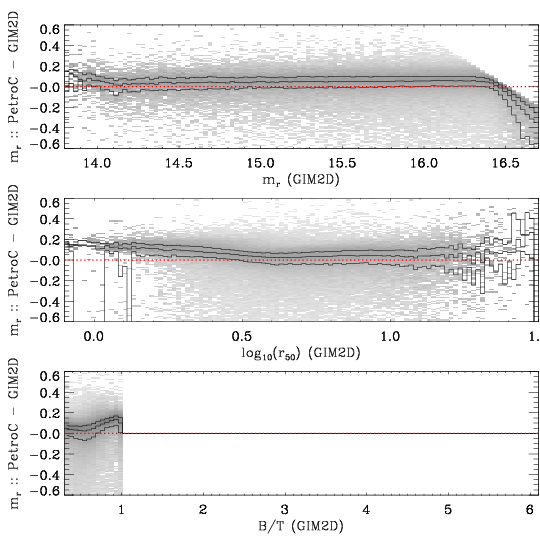 m_r :: PetroC - GIM2D
0.6
0.4
0.2
-0.0
-0.2
-0.4
-0.6
14.0 14.5 15.0 15.5 16.0 16.5
m_r (GIM2D)
m_r :: PetroC - GIM2D
0.6
0.4
0.2
-0.0
-0.2
-0.4
-0.6
0.0 0.5 1.0 1.
log_10(r_50) (GIM2D)
m_r :: PetroC - GIM2D
0.6
0.4
0.2
-0.0
-0.2
-0.4
-0.6
1 2 3 4 5 6
B/T (GIM2D)